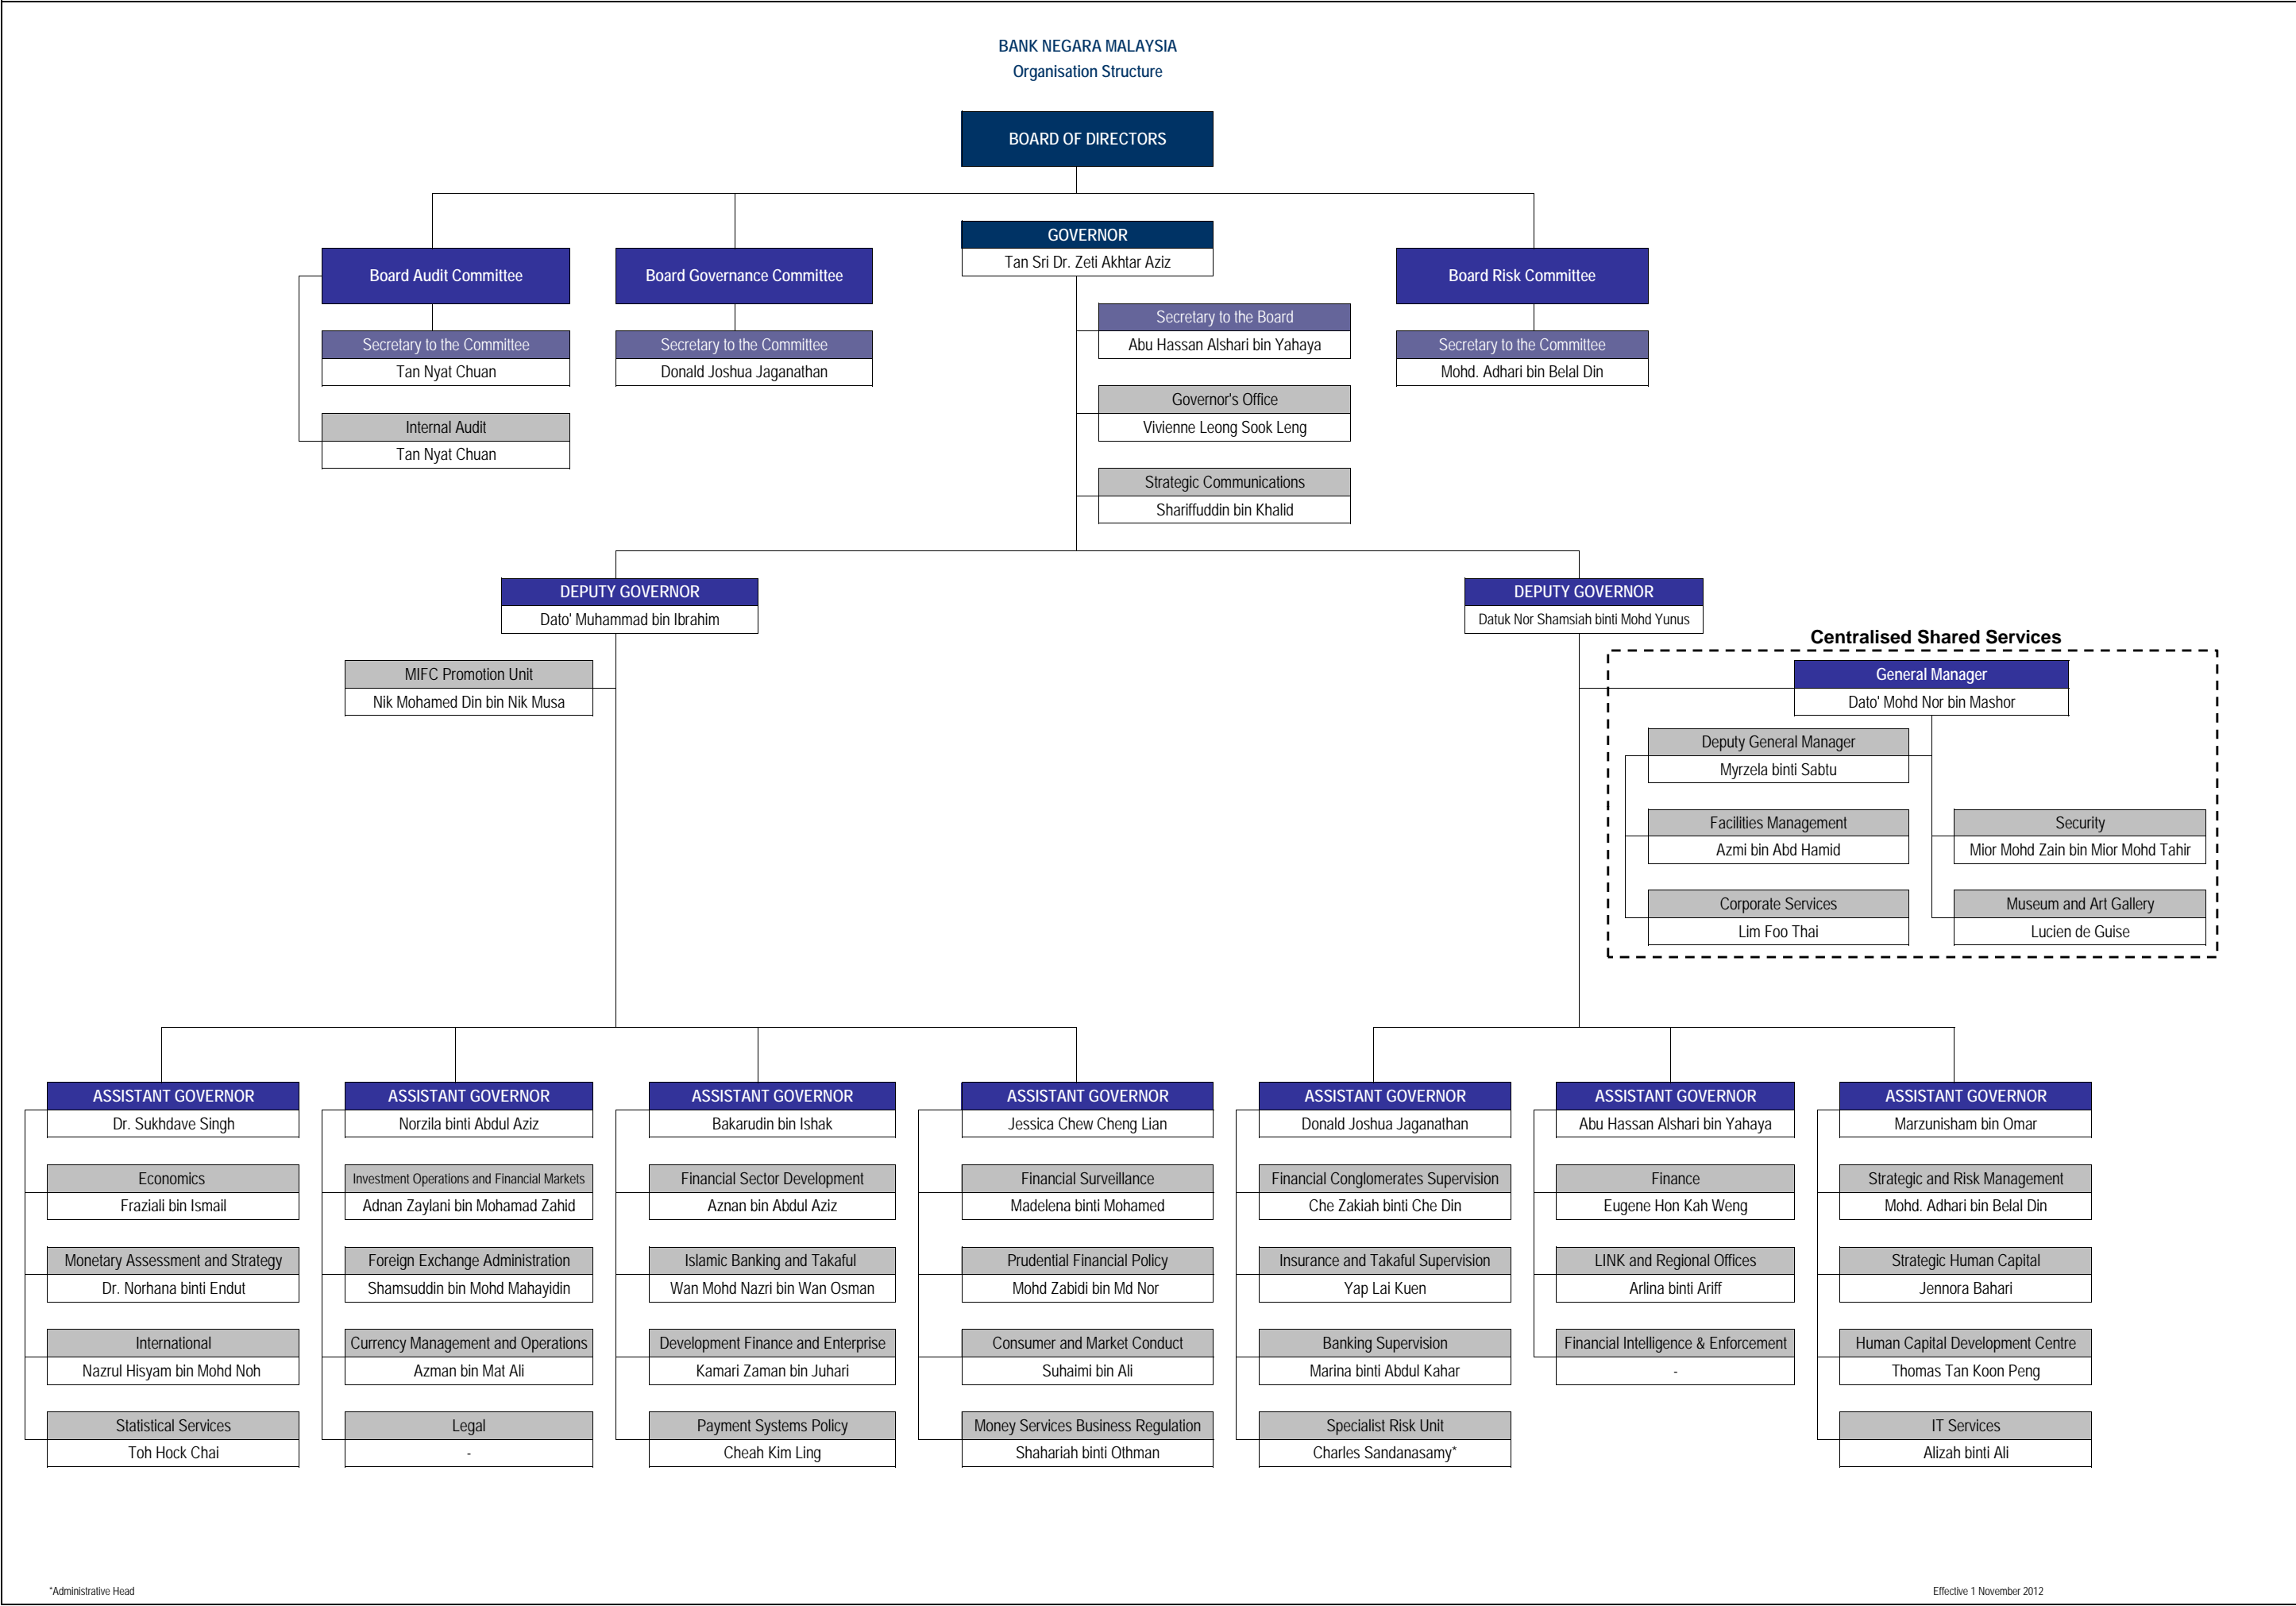 BANK NEGARA MALAYSIA
Organisation Structure
BOARD OF DIRECTORS
GOVERNOR
Tan Sri Dr. Zeti Akhtar Aziz
Board Audit Committee
Board Governance Committee
Board Risk Committee
Secretary to the Board
Abu Hassan Alshari bin Yahaya
Secretary to the Committee
Tan Nyat Chuan
Secretary to the Committee
Donald Joshua Jaganathan
Secretary to the Committee
Mohd. Adhari bin Belal Din
Governor's Office
Vivienne Leong Sook Leng
Internal Audit
Tan Nyat Chuan
Strategic Communications
Shariffuddin bin Khalid
DEPUTY GOVERNOR
Dato' Muhammad bin Ibrahim
DEPUTY GOVERNOR
Datuk Nor Shamsiah binti Mohd Yunus
MIFC Promotion Unit
Nik Mohamed Din bin Nik Musa
Centralised Shared Services
General Manager
Dato' Mohd Nor bin Mashor
Deputy General Manager
Myrzela binti Sabtu
Facilities Management
Azmi bin Abd Hamid
Security
Mior Mohd Zain bin Mior Mohd Tahir
Corporate Services
Lim Foo Thai
Museum and Art Gallery
Lucien de Guise
ASSISTANT GOVERNOR
Dr. Sukhdave Singh
Economics
Fraziali bin Ismail
Monetary Assessment and Strategy
Dr. Norhana binti Endut
International
Nazrul Hisyam bin Mohd Noh
Statistical Services
Toh Hock Chai
ASSISTANT GOVERNOR
Norzila binti Abdul Aziz
Investment Operations and Financial Markets
Adnan Zaylani bin Mohamad Zahid
Foreign Exchange Administration
Shamsuddin bin Mohd Mahayidin
Currency Management and Operations
Azman bin Mat Ali
Legal
-
ASSISTANT GOVERNOR
Bakarudin bin Ishak
Financial Sector Development
Aznan bin Abdul Aziz
Islamic Banking and Takaful
Wan Mohd Nazri bin Wan Osman
Development Finance and Enterprise
Kamari Zaman bin Juhari
Payment Systems Policy
Cheah Kim Ling
ASSISTANT GOVERNOR
Jessica Chew Cheng Lian
Financial Surveillance
Madelena binti Mohamed
Prudential Financial Policy
Mohd Zabidi bin Md Nor
Consumer and Market Conduct
Suhaimi bin Ali
Money Services Business Regulation
Shahariah binti Othman
ASSISTANT GOVERNOR
Donald Joshua Jaganathan
Financial Conglomerates Supervision
Che Zakiah binti Che Din
Insurance and Takaful Supervision
Yap Lai Kuen
Banking Supervision
Marina binti Abdul Kahar
Specialist Risk Unit
Charles Sandanasamy*
ASSISTANT GOVERNOR
Abu Hassan Alshari bin Yahaya
Finance
Eugene Hon Kah Weng
LINK and Regional Offices
Arlina binti Ariff
Financial Intelligence & Enforcement
-
ASSISTANT GOVERNOR
Marzunisham bin Omar
Strategic and Risk Management
Mohd. Adhari bin Belal Din
Strategic Human Capital
Jennora Bahari
Human Capital Development Centre
Thomas Tan Koon Peng
IT Services
Alizah binti Ali
*Administrative Head
Effective 1 November 2012